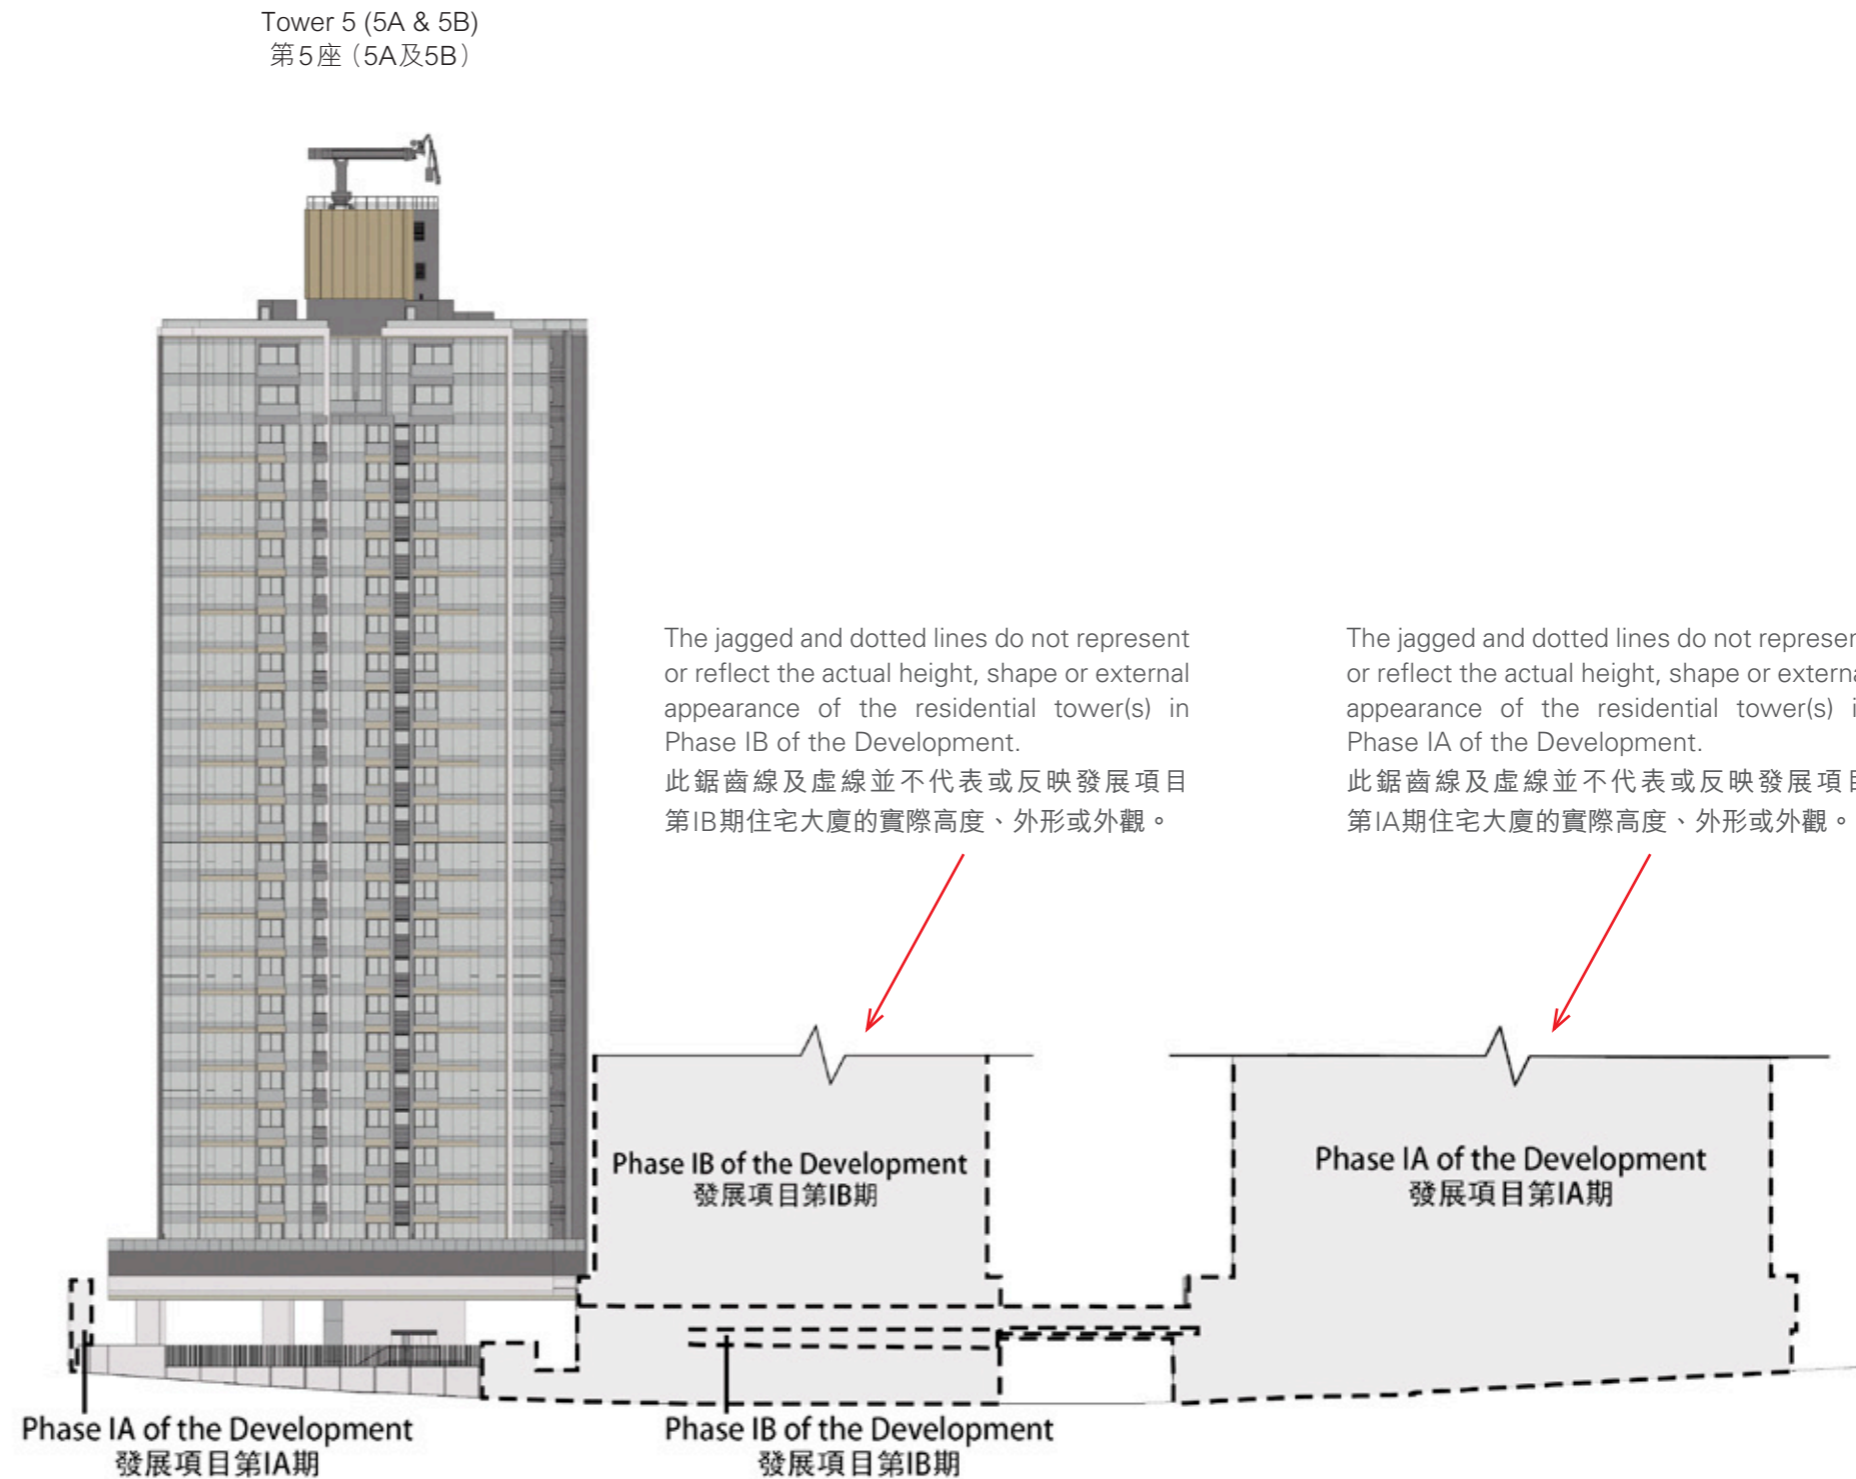 Tower 5 (5A & 5B)
第5座（5A及5B）
The jagged and dotted lines do not represent
or reflect the actual height, shape or external
appearance of the residential tower(s) in
Phase IB of the Development.
此鋸齒線及虛線並不代表或反映發展項目
第IB期住宅大廈的實際高度、外形或外觀。
The jagged and dotted lines do not represen
or reflect the actual height, shape or externa
appearance of the residential tower(s) i
Phase IA of the Development.
此鋸齒線及虛線並不代表或反映發展項目
第IA期住宅大廈的實際高度、外形或外觀。
Phase IB of the Development
發展項目第IB期
Phase IA of the Development
發展項目第IA期
Phase IA of the Development
發展項目第IA期
Phase IB of the Development
發展項目第IB期